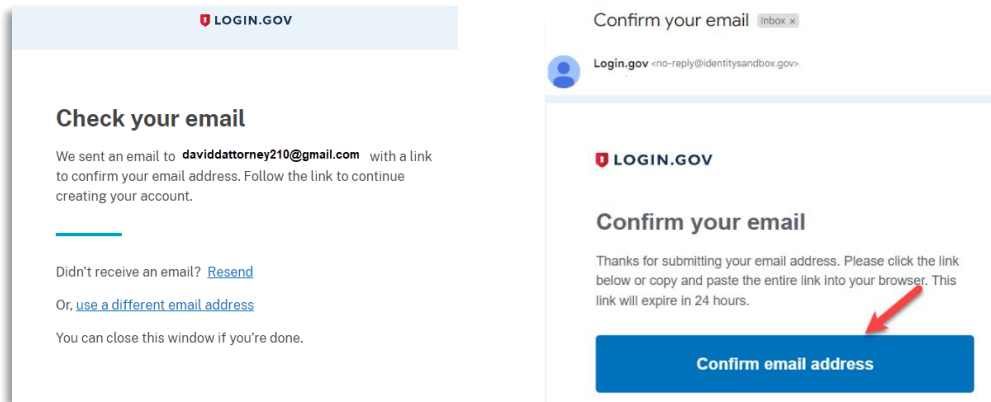 LOGIN.GOV
Check your email
We sent an email to daviddattorney210@gmail.com with a link
to confirm your email address. Follow the link to continue
creating your account.
Didn't receive an email? Resend
Or, use a different email address
You can close this window if you're done.
Confirm your email Inbox x
Login.gov <no-reply@identitysandbox.gov>
LOGIN.GOV
Confirm your email
Thanks for submitting your email address. Please click the link
below or copy and paste the entire link into your browser. This
link will expire in 24 hours.
Confirm email address